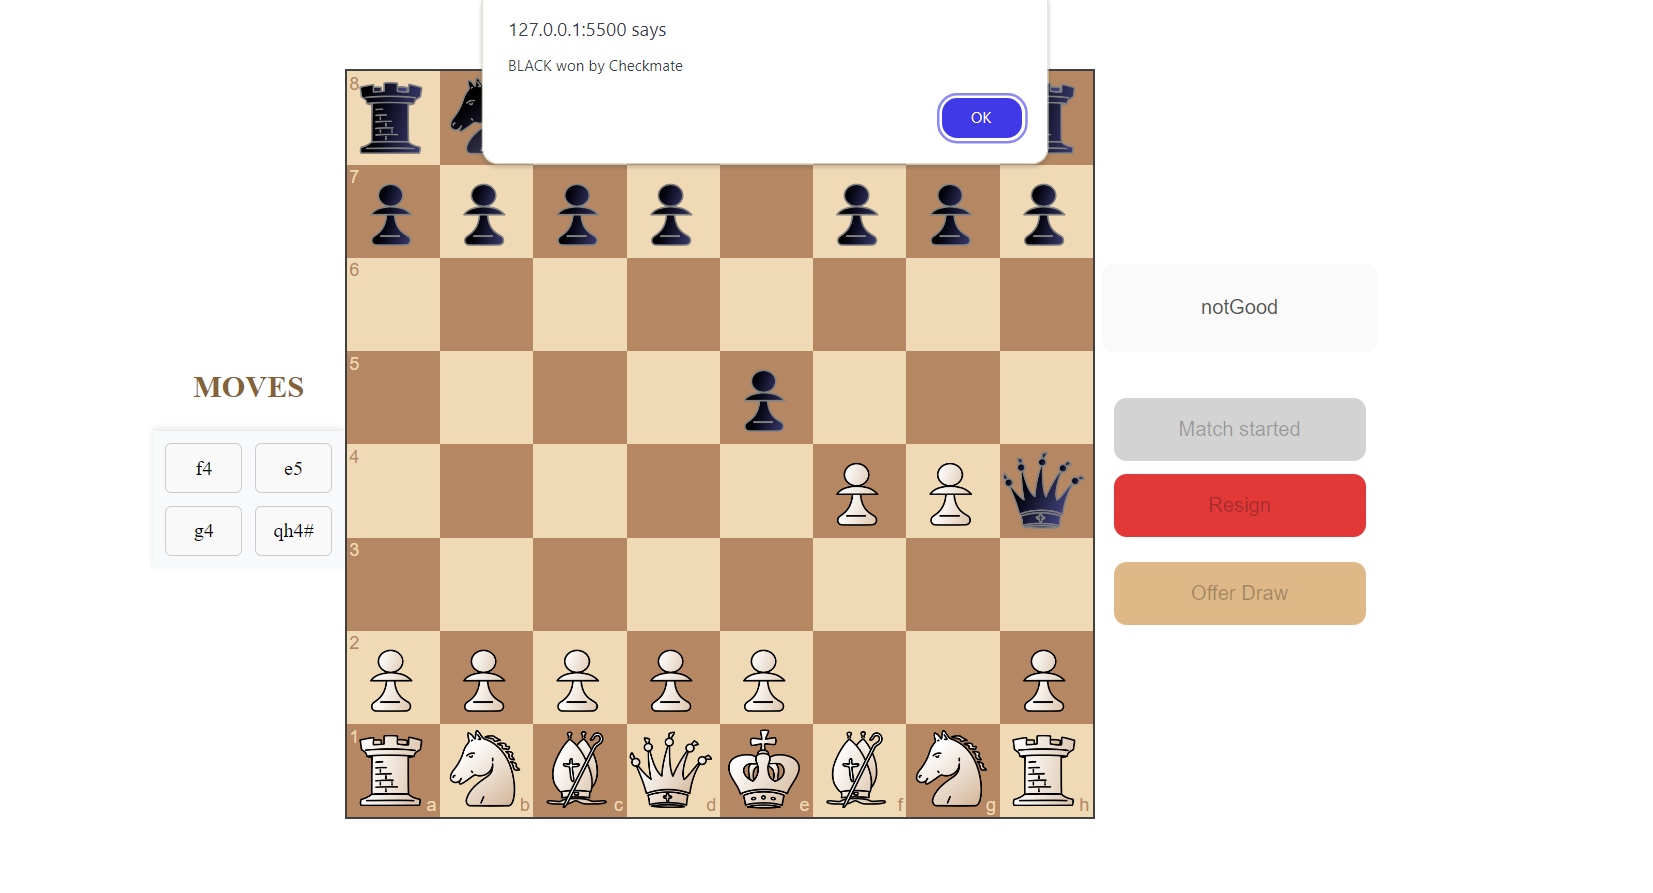 127.0.0.1:5500 says
BLACK won by Checkmate
OK
8
7
6
5
4
3
2
1
a b c d e f g h
MOVES
f4 e5
g4 qh4#
notGood
Match started
Resign
Offer Draw